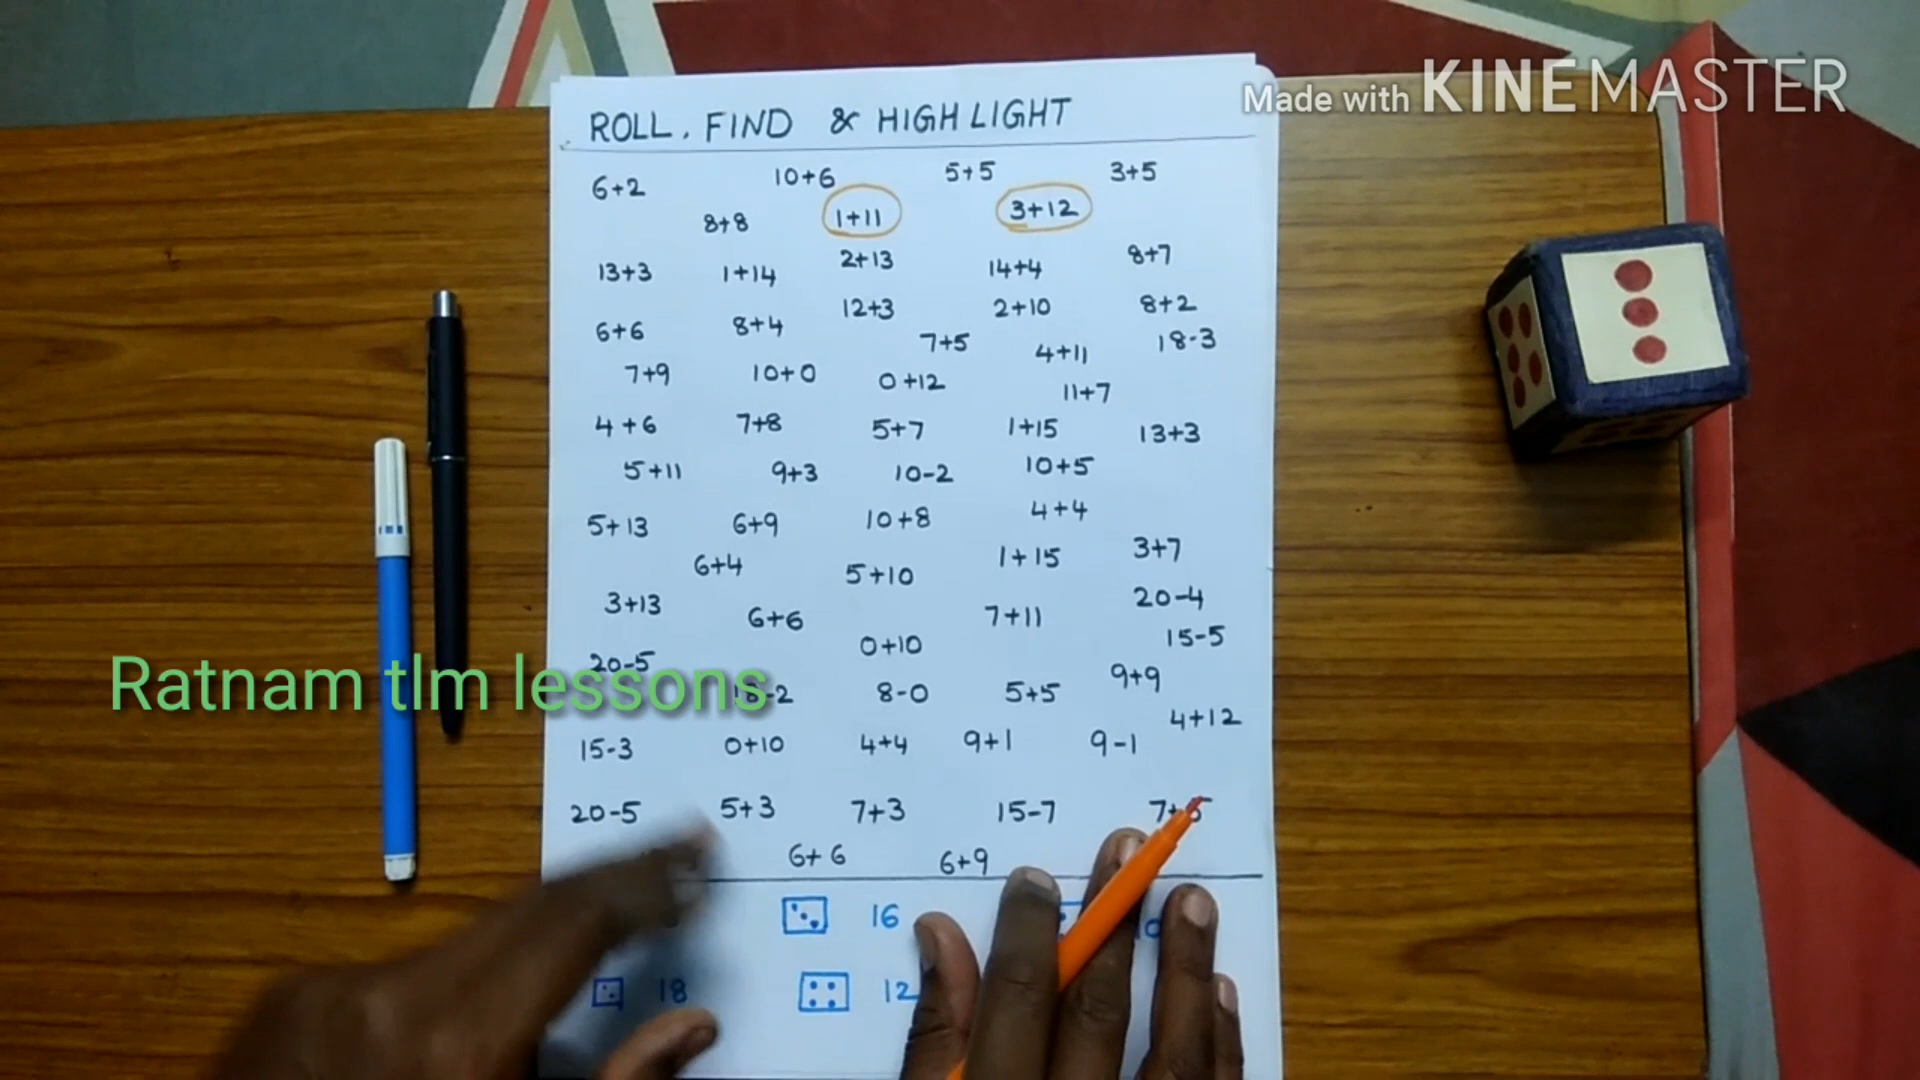 Made with KINEMASTER
ROLL, FIND & HIGHLIGHT
6+2 10+6 5+5 3+5
8+8 1+11 3+12
13+3 1+14 2+13 14+4 8+7
12+3 2+10 8+2
6+6 8+4 7+5 4+11 18-3
7+9 10+0 0+12 11+7
4+6 7+8 5+7 1+15 13+3
5+11 9+3 10-2 10+5
5+13 6+9 10+8 4+4
6+4 5+10 1+15 3+7
3+13 6+6 7+11 20-4
0+10 15-5
20-5 9+9
Ratnam tlm lessons
18-2 8-0 5+5 4+12
15-3 0+10 4+4 9+1 9-1
20-5 5+3 7+3 15-7
6+6 6+9
16 10
18 12